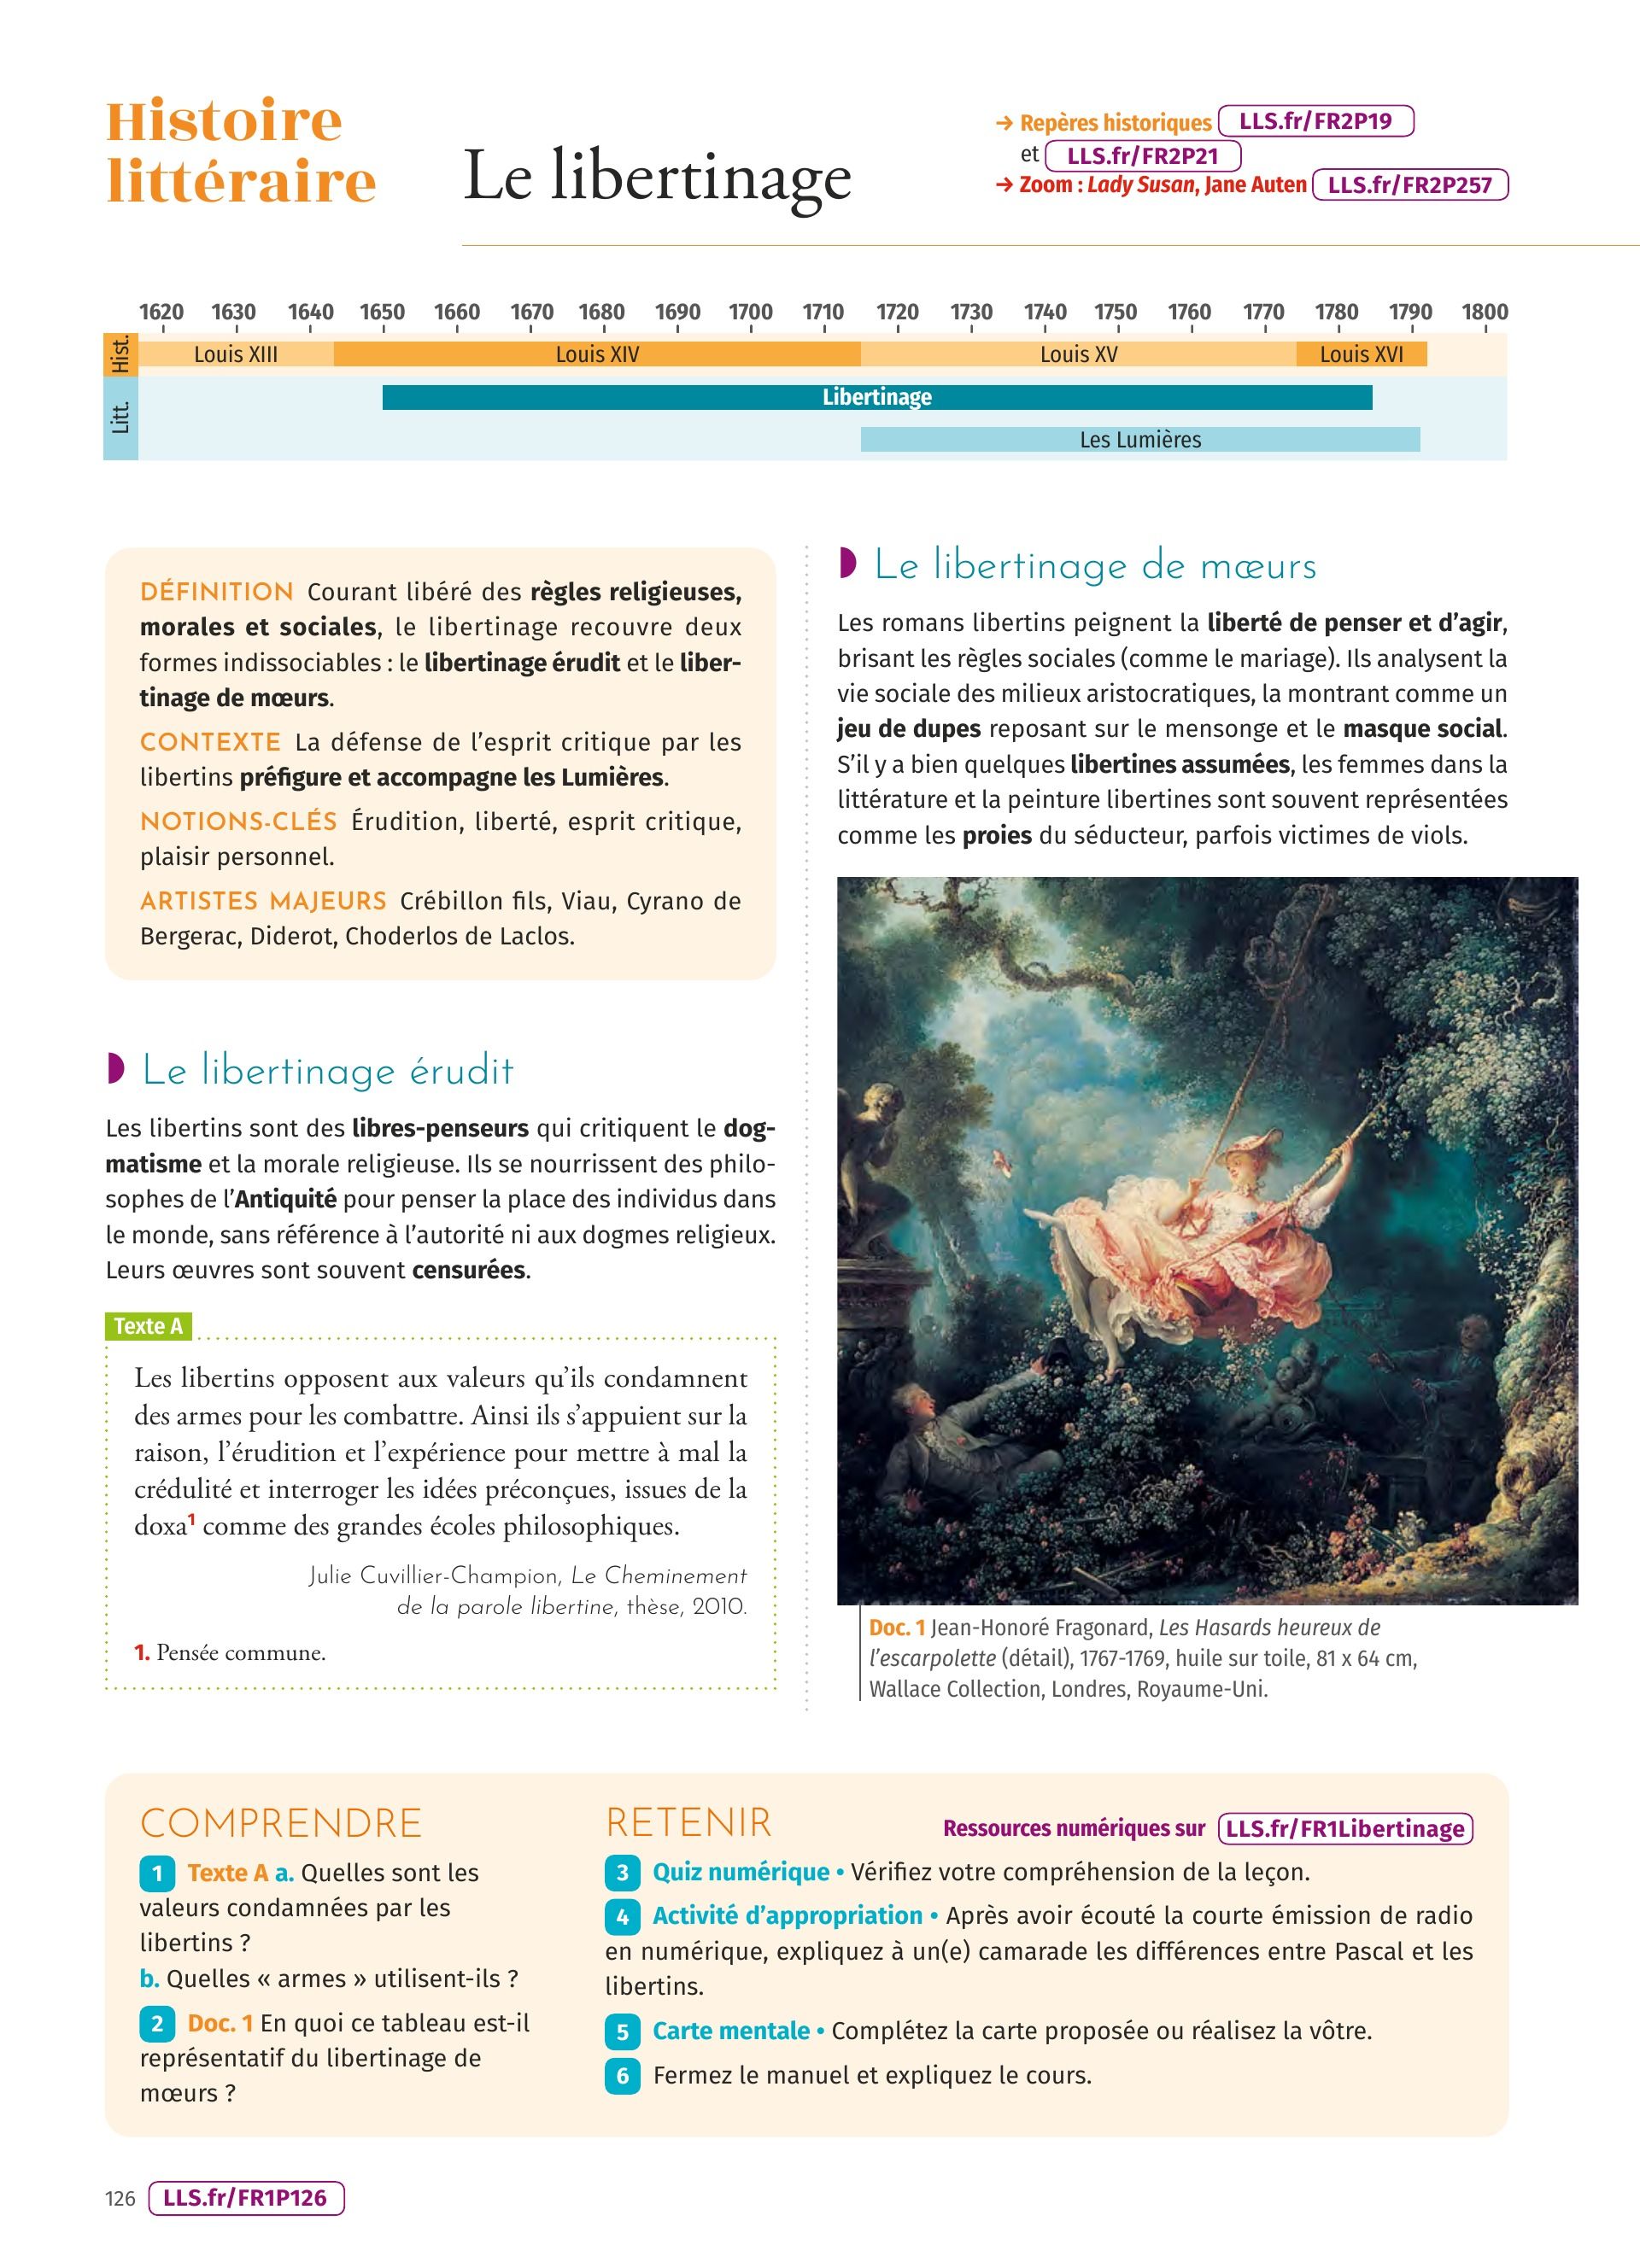 Histoire
littéraire
Le libertinage
→ Repères historiques LLS.fr/FR2P19
et LLS.fr/FR2P21
→ Zoom : Lady Susan, Jane Auten LLS.fr/FR2P257
1620 1630 1640 1650 1660 1670 1680 1690 1700 1710 1720 1730 1740 1750 1760 1770 1780 1790 1800
Hist.
Louis XIII Louis XIV Louis XV Louis XVI
Litt.
Libertinage
Les Lumières
DÉFINITION Courant libéré des règles religieuses,
morales et sociales, le libertinage recouvre deux
formes indissociables : le libertinage érudit et le liber-
tinage de mœurs.
CONTEXTE La défense de l’esprit critique par les
libertins préfigure et accompagne les Lumières.
NOTIONS-CLÉS Érudition, liberté, esprit critique,
plaisir personnel.
ARTISTES MAJEURS Crébillon fils, Viau, Cyrano de
Bergerac, Diderot, Choderlos de Laclos.
Le libertinage érudit
Les libertins sont des libres-penseurs qui critiquent le dog-
matisme et la morale religieuse. Ils se nourrissent des philo-
sophes de l’Antiquité pour penser la place des individus dans
le monde, sans référence à l’autorité ni aux dogmes religieux.
Leurs œuvres sont souvent censurées.
Texte A
Les libertins opposent aux valeurs qu’ils condamnent
des armes pour les combattre. Ainsi ils s’appuient sur la
raison, l’érudition et l’expérience pour mettre à mal la
crédulité et interroger les idées préconçues, issues de la
doxa1 comme des grandes écoles philosophiques.
Julie Cuvillier-Champion, Le Cheminement
de la parole libertine, thèse, 2010.
1. Pensée commune.
Le libertinage de mœurs
Les romans libertins peignent la liberté de penser et d’agir,
brisant les règles sociales (comme le mariage). Ils analysent la
vie sociale des milieux aristocratiques, la montrant comme un
jeu de dupes reposant sur le mensonge et le masque social.
S’il y a bien quelques libertines assumées, les femmes dans la
littérature et la peinture libertines sont souvent représentées
comme les proies du séducteur, parfois victimes de viols.
Doc. 1 Jean-Honoré Fragonard, Les Hasards heureux de
l’escarpolette (détail), 1767-1769, huile sur toile, 81 x 64 cm,
Wallace Collection, Londres, Royaume-Uni.
COMPRENDRE
1 Texte A a. Quelles sont les
valeurs condamnées par les
libertins ?
b. Quelles « armes » utilisent-ils ?
2 Doc. 1 En quoi ce tableau est-il
représentatif du libertinage de
mœurs ?
RETENIR
Ressources numériques sur LLS.fr/FR1Libertinage
3 Quiz numérique • Vérifiez votre compréhension de la leçon.
4 Activité d’appropriation • Après avoir écouté la courte émission de radio
en numérique, expliquez à un(e) camarade les différences entre Pascal et les
libertins.
5 Carte mentale • Complétez la carte proposée ou réalisez la vôtre.
6 Fermez le manuel et expliquez le cours.
126 LLS.fr/FR1P126